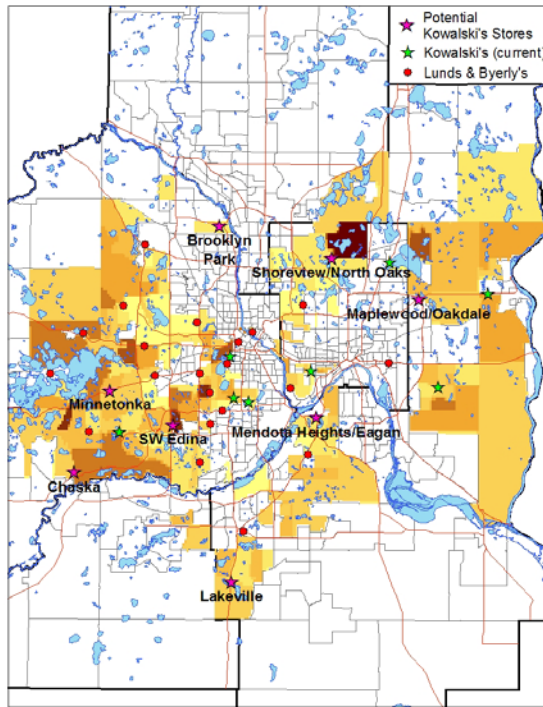 Potential
Kowalski's Stores
Kowalski's (current)
Lunds & Byerly's
Brooklyn
Park
Shoreview/North Oaks
Maplewood/Oakdale
Minnetonka
SW Edina
Mendota Heights/Eagan
Chaska
Lakeville